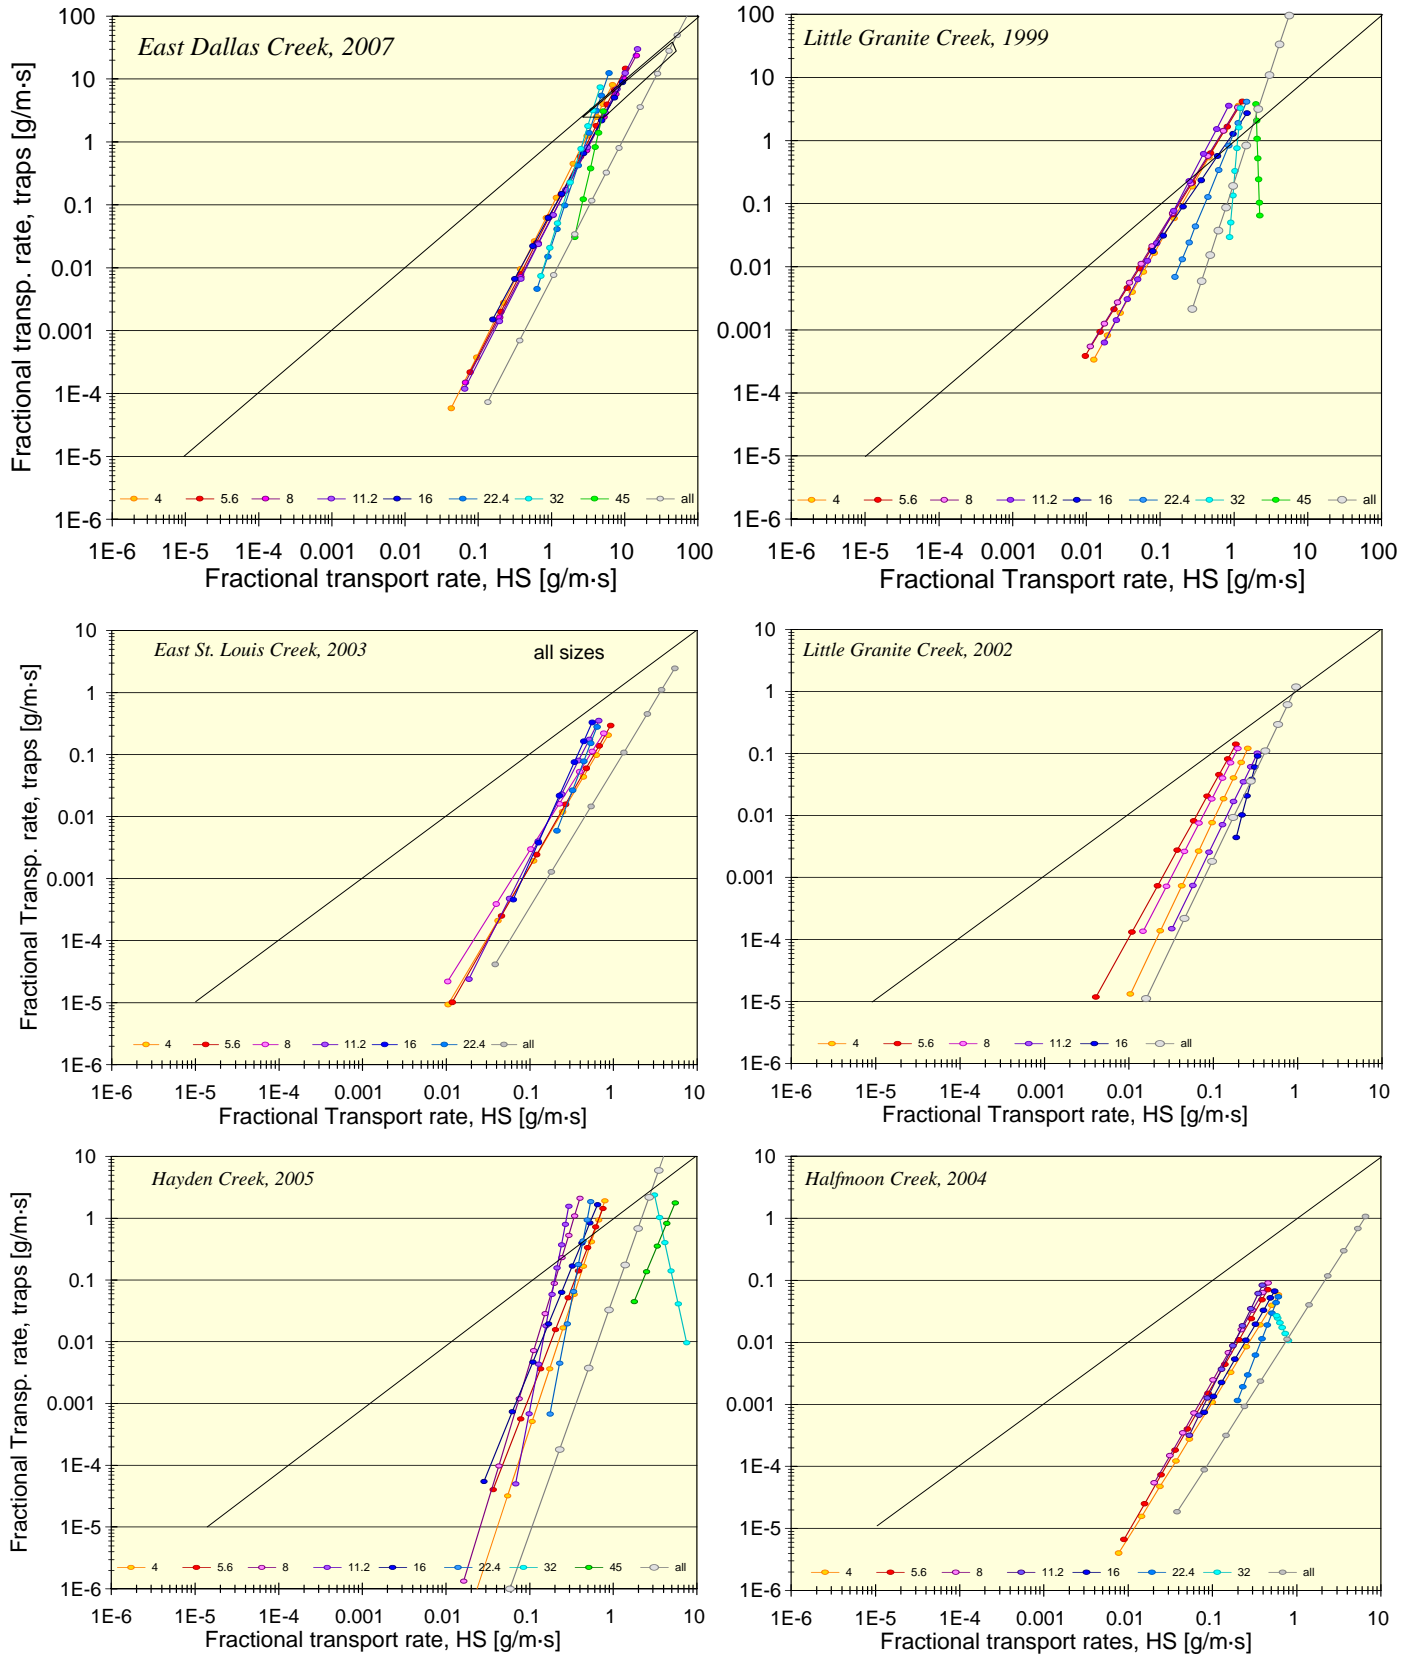 East Dallas Creek, 2007
Fractional transp. rate, traps [g/m·s]
100
10
1
0.1
0.01
0.001
1E-4
1E-5
1E-6
4 5.6 8 11.2 16 22.4 32 45 all
1E-6 1E-5 1E-4 0.001 0.01 0.1 1 10 100
Fractional transport rate, HS [g/m·s]
Little Granite Creek, 1999
100
10
1
0.1
0.01
0.001
1E-4
1E-5
1E-6
4 5.6 8 11.2 16 22.4 32 45 all
1E-6 1E-5 1E-4 0.001 0.01 0.1 1 10 100
Fractional Transport rate, HS [g/m·s]
East St. Louis Creek, 2003
all sizes
Fractional Transp. rate, traps [g/m·s]
10
1
0.1
0.01
0.001
1E-4
1E-5
1E-6
4 5.6 8 11.2 16 22.4 all
1E-6 1E-5 1E-4 0.001 0.01 0.1 1 10
Fractional Transport rate, HS [g/m·s]
Little Granite Creek, 2002
10
1
0.1
0.01
0.001
1E-4
1E-5
1E-6
4 5.6 8 11.2 16 all
1E-6 1E-5 1E-4 0.001 0.01 0.1 1 10
Fractional Transport rate, HS [g/m·s]
Hayden Creek, 2005
Fractional Transp. rate, traps [g/m·s]
10
1
0.1
0.01
0.001
1E-4
1E-5
1E-6
4 5.6 8 11.2 16 22.4 32 45 all
1E-6 1E-5 1E-4 0.001 0.01 0.1 1 10
Fractional transport rate, HS [g/m·s]
Halfmoon Creek, 2004
10
1
0.1
0.01
0.001
1E-4
1E-5
1E-6
4 5.6 8 11.2 16 22.4 32 all
1E-6 1E-5 1E-4 0.001 0.01 0.1 1 10
Fractional transport rates, HS [g/m·s]